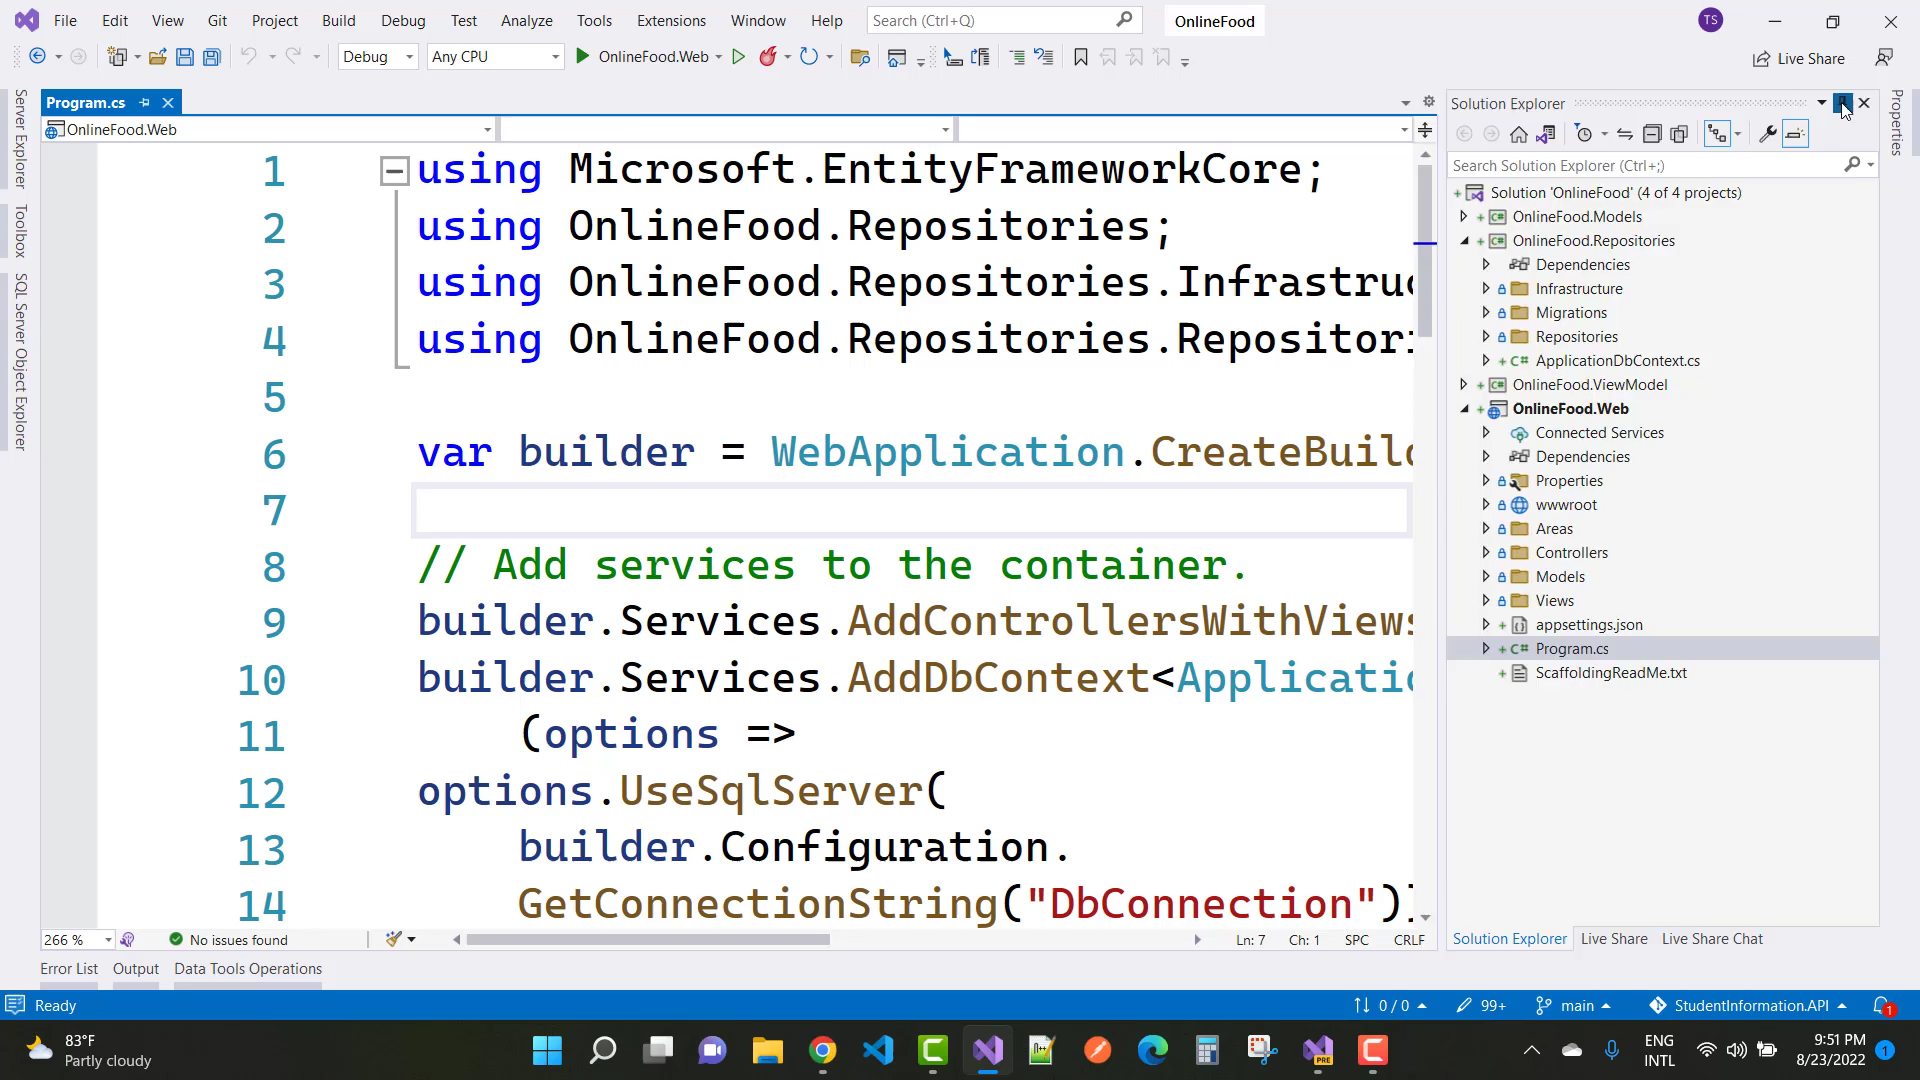 File Edit View Git Project Build Debug Test Analyze Tools Extensions Window Help Search (Ctrl+Q) OnlineFood TS
Debug Any CPU OnlineFood.Web Live Share
Server Explorer
Toolbox
SQL Server Object Explorer
Program.cs
OnlineFood.Web
1 using Microsoft.EntityFrameworkCore;
2 using OnlineFood.Repositories;
3 using OnlineFood.Repositories.Infrastruc
4 using OnlineFood.Repositories.Repositori
5
6 var builder = WebApplication.CreateBuild
7
8 // Add services to the container.
9 builder.Services.AddControllersWithViews
10 builder.Services.AddDbContext<Applicatio
11 (options =>
12 options.UseSqlServer(
13 builder.Configuration.
14 GetConnectionString("DbConnection"))
266 % No issues found Ln: 7 Ch: 1 SPC CRLF
Error List Output Data Tools Operations
Solution Explorer
Search Solution Explorer (Ctrl+;)
Solution 'OnlineFood' (4 of 4 projects)
OnlineFood.Models
OnlineFood.Repositories
Dependencies
Infrastructure
Migrations
Repositories
ApplicationDbContext.cs
OnlineFood.ViewModel
OnlineFood.Web
Connected Services
Dependencies
Properties
wwwroot
Areas
Controllers
Models
Views
appsettings.json
Program.cs
ScaffoldingReadMe.txt
Solution Explorer Live Share Live Share Chat
Properties
Ready 0 / 0 99+ main StudentInformation.API 1
83°F
Partly cloudy
PRE
ENG
INTL
9:51 PM
8/23/2022
1